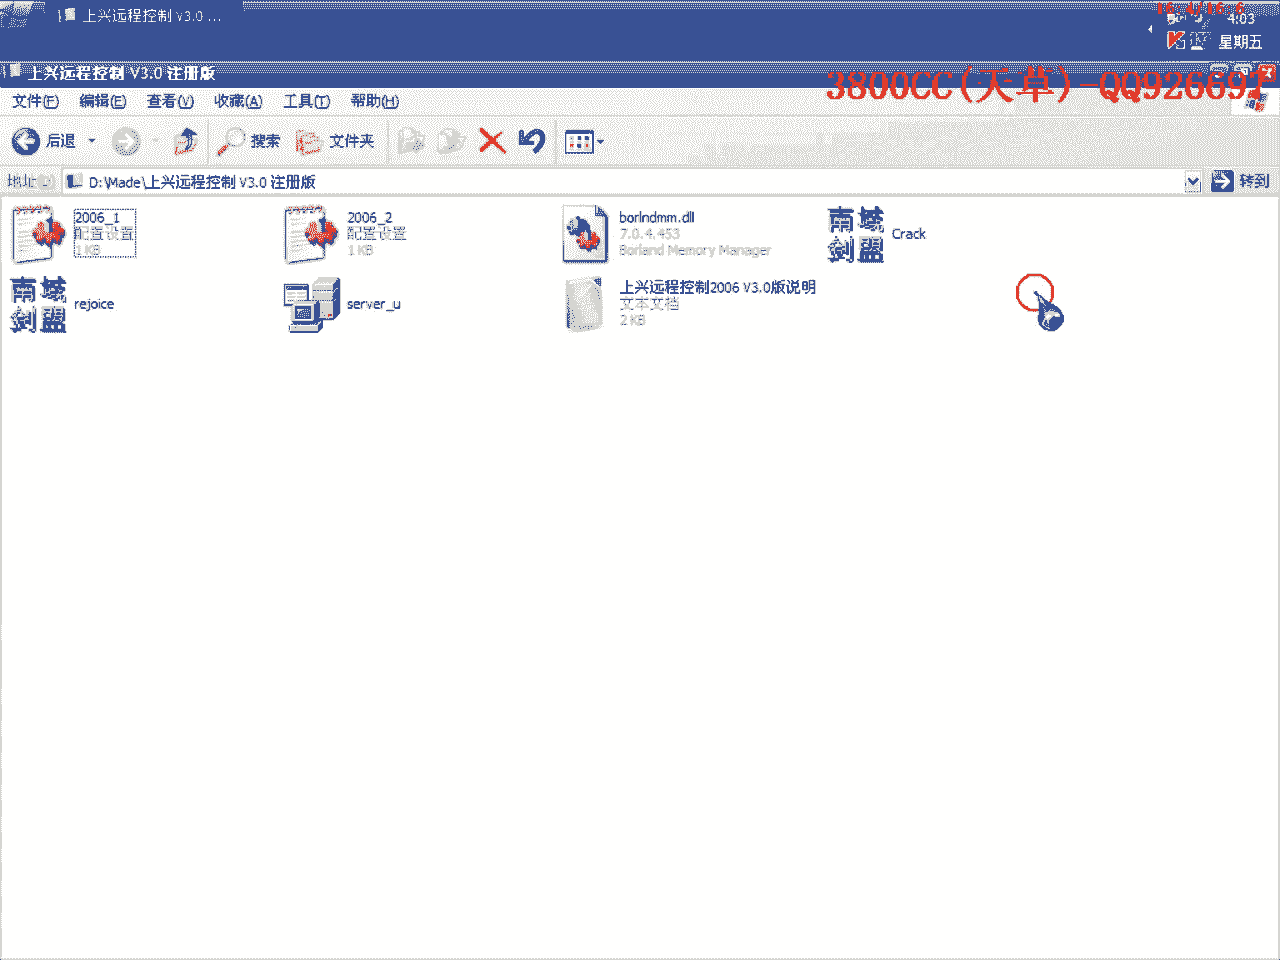 上兴远程控制 V3.0 ...
16.4/16.6
4:03
星期五
上兴远程控制 V3.0 注册版
3800CC(天草)-QQ926691
文件(F) 编辑(E) 查看(V) 收藏(A) 工具(T) 帮助(H)
后退 搜索 文件夹
地址(D) D:\Made\上兴远程控制 V3.0 注册版 转到
2006_1
配置设置
1 KB
2006_2
配置设置
1 KB
borlndmm.dll
7.0.4.453
Borland Memory Manager
南域
剑盟
Crack
南域
剑盟
rejoice
server_u
上兴远程控制2006 V3.0版说明
文本文档
2 KB